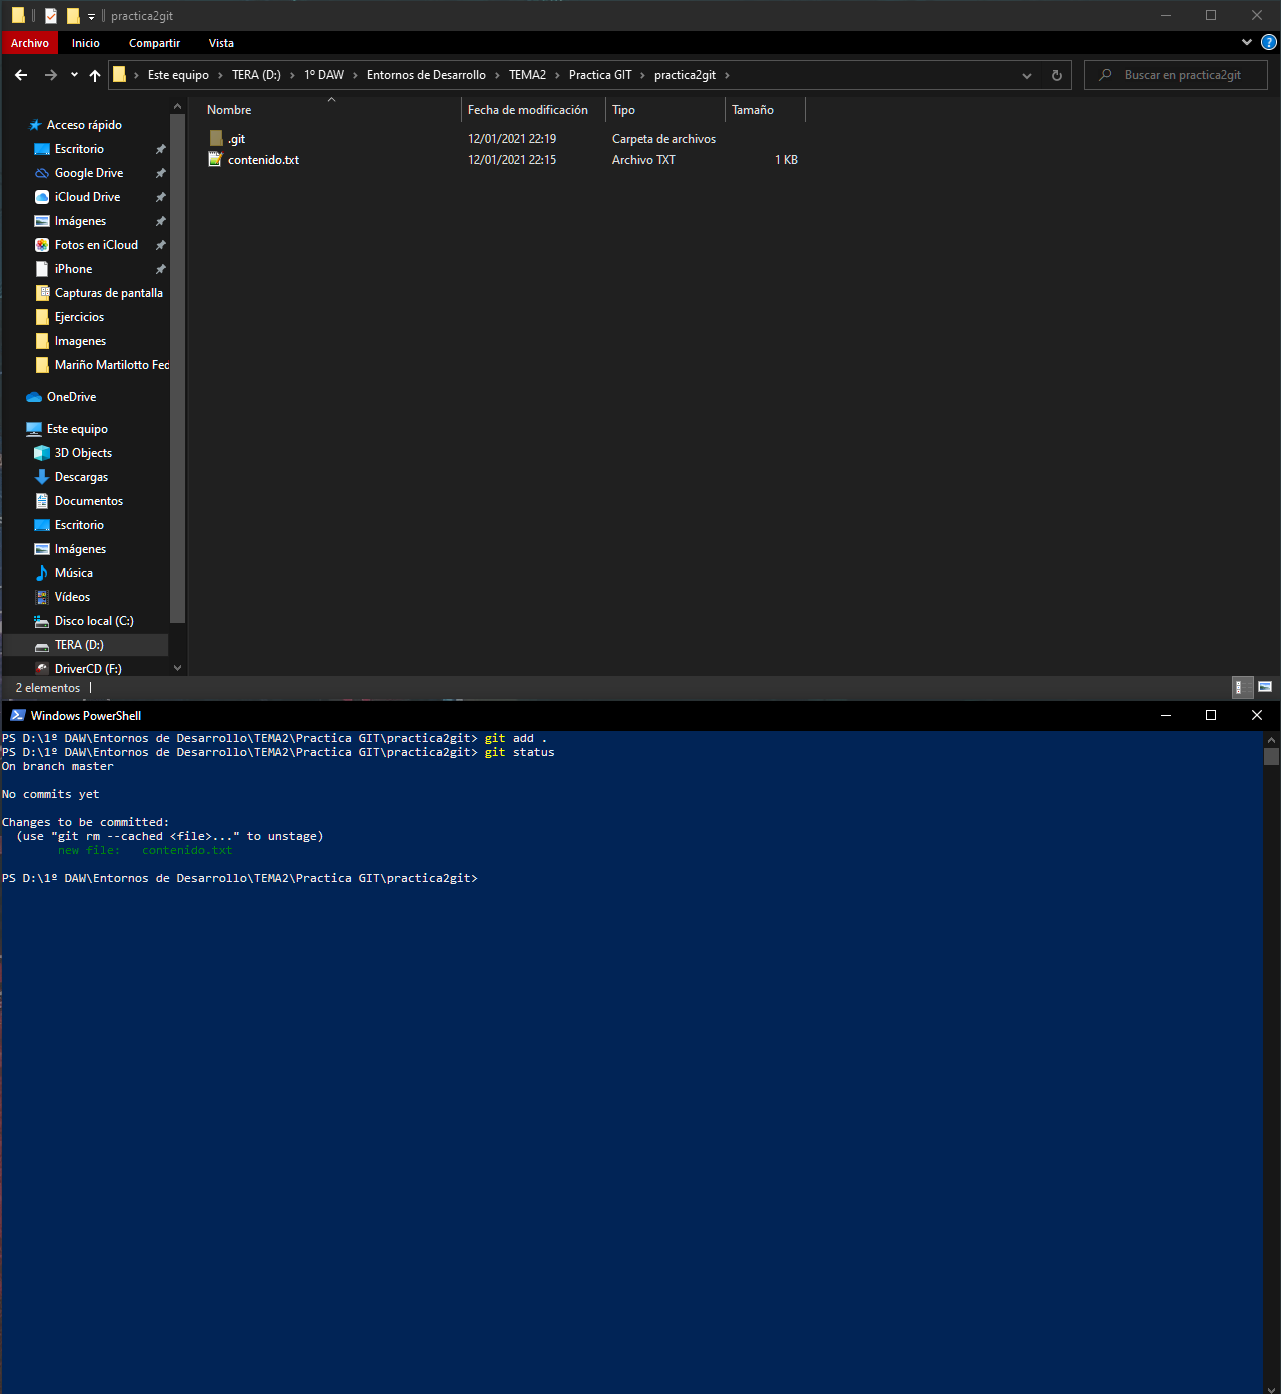 practica2git
Archivo Inicio Compartir Vista
Este equipo TERA (D:) 1º DAW Entornos de Desarrollo TEMA2 Practica GIT practica2git
Buscar en practica2git
Nombre Fecha de modificación Tipo Tamaño
.git 12/01/2021 22:19 Carpeta de archivos
contenido.txt 12/01/2021 22:15 Archivo TXT 1 KB
Acceso rápido
Escritorio
Google Drive
iCloud Drive
Imágenes
Fotos en iCloud
iPhone
Capturas de pantalla
Ejercicios
Imagenes
Mariño Martilotto Fed
OneDrive
Este equipo
3D Objects
Descargas
Documentos
Escritorio
Imágenes
Música
Vídeos
Disco local (C:)
TERA (D:)
DriverCD (F:)
2 elementos
Windows PowerShell
PS D:\1º DAW\Entornos de Desarrollo\TEMA2\Practica GIT\practica2git> git add .
PS D:\1º DAW\Entornos de Desarrollo\TEMA2\Practica GIT\practica2git> git status
On branch master
No commits yet
Changes to be committed:
(use "git rm --cached <file>..." to unstage)
new file: contenido.txt
PS D:\1º DAW\Entornos de Desarrollo\TEMA2\Practica GIT\practica2git>